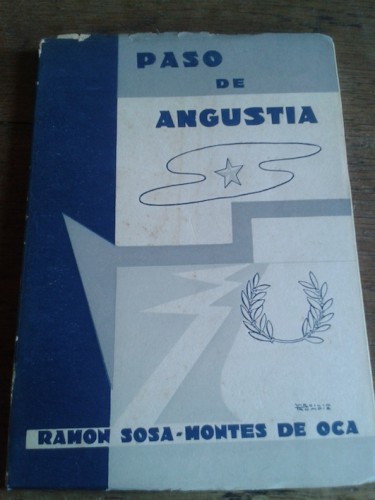 PASO
DE
ANGUSTIA
RAMON SOSA-MONTES DE OCA